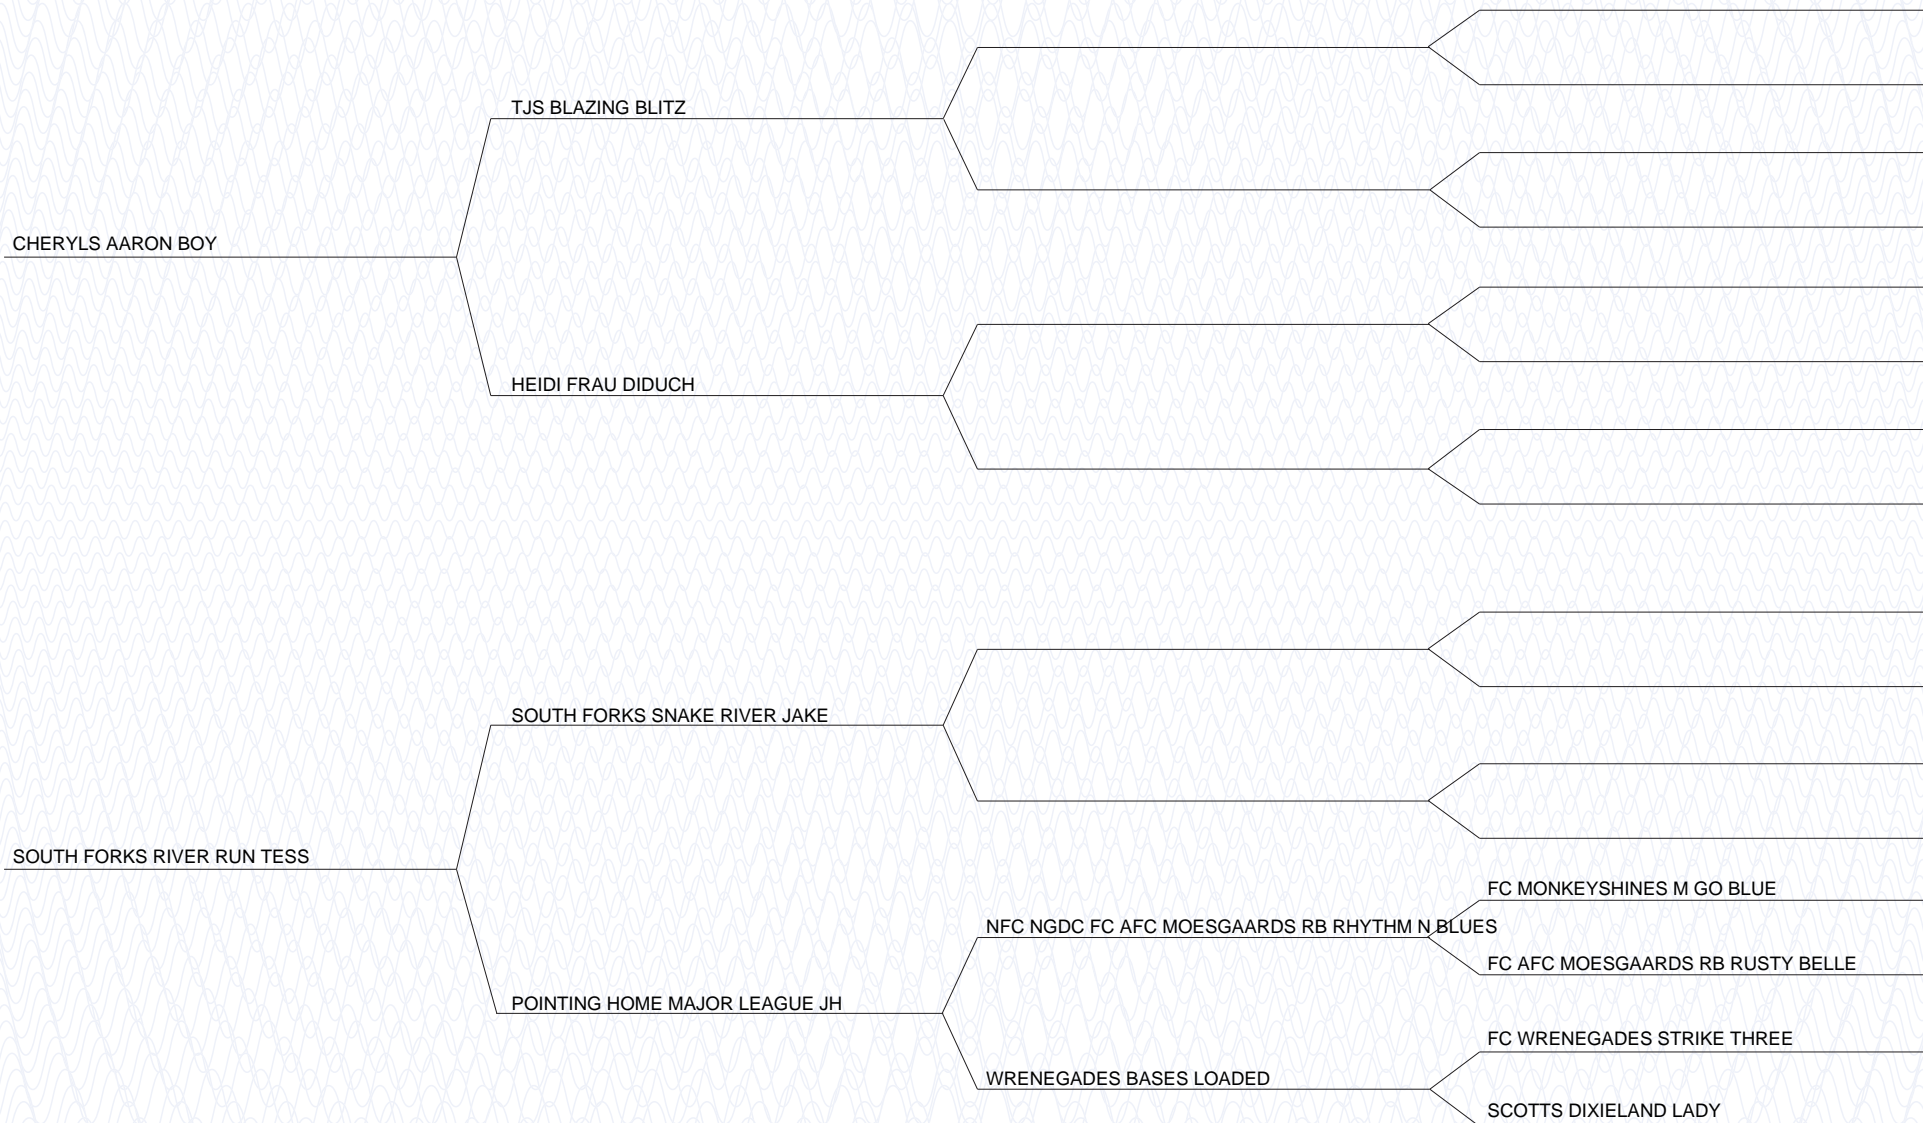 TJS BLAZING BLITZ
CHERYLS AARON BOY
HEIDI FRAU DIDUCH
SOUTH FORKS SNAKE RIVER JAKE
SOUTH FORKS RIVER RUN TESS
FC MONKEYSHINES M GO BLUE
NFC NGDC FC AFC MOESGAARDS RB RHYTHM N BLUES
FC AFC MOESGAARDS RB RUSTY BELLE
POINTING HOME MAJOR LEAGUE JH
FC WRENEGADES STRIKE THREE
WRENEGADES BASES LOADED
SCOTTS DIXIELAND LADY